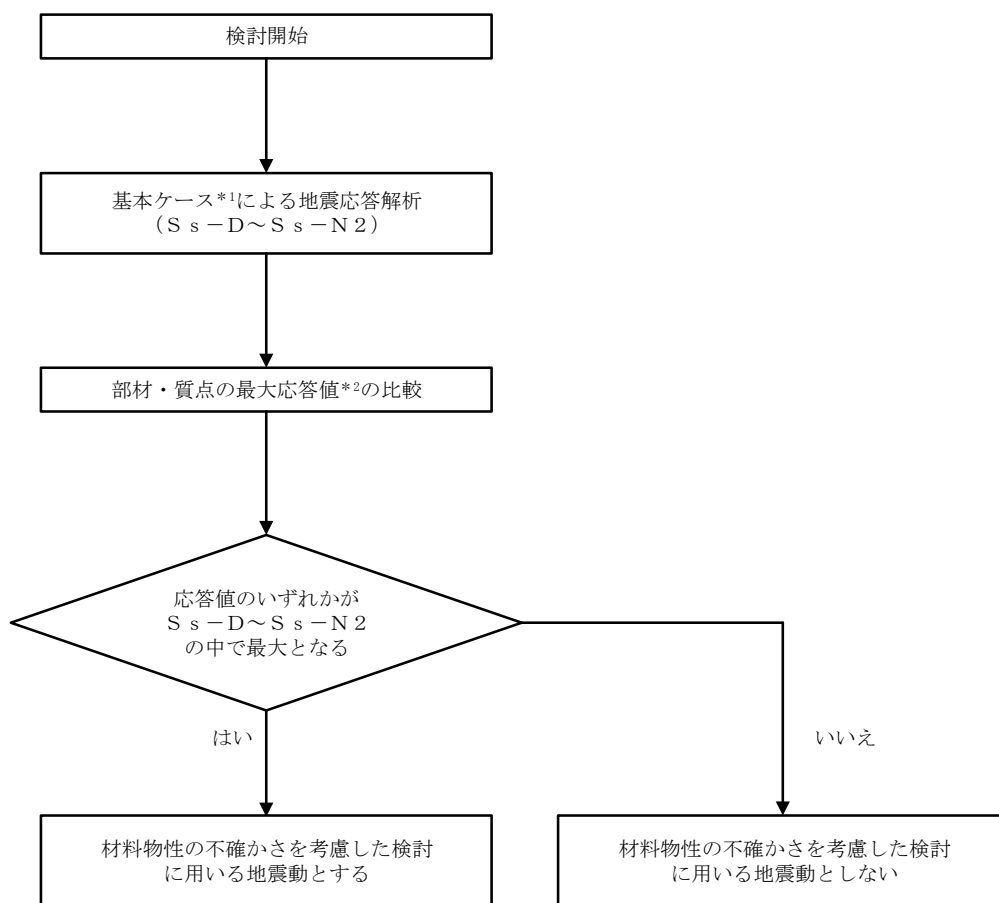 検討開始
基本ケース*1による地震応答解析
(Ss-D~Ss-N2)
部材・質点の最大応答値*2の比較
応答値のいずれかが
Ss-D~Ss-N2
の中で最大となる
はい
いいえ
材料物性の不確かさを考慮した検討
に用いる地震動とする
材料物性の不確かさを考慮した検討
に用いる地震動としない